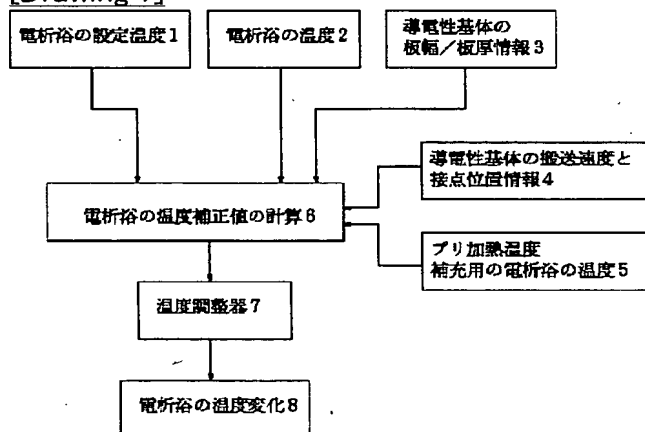 [Drawing 7]
電析浴の設定温度1
電析浴の温度2
導電性基体の
板幅／板厚情報3
導電性基体の搬送速度と
接点位置情報4
電析浴の温度補正値の計算6
プリ加熱温度
補充用の電析浴の温度5
温度調整器7
電析浴の温度変化8